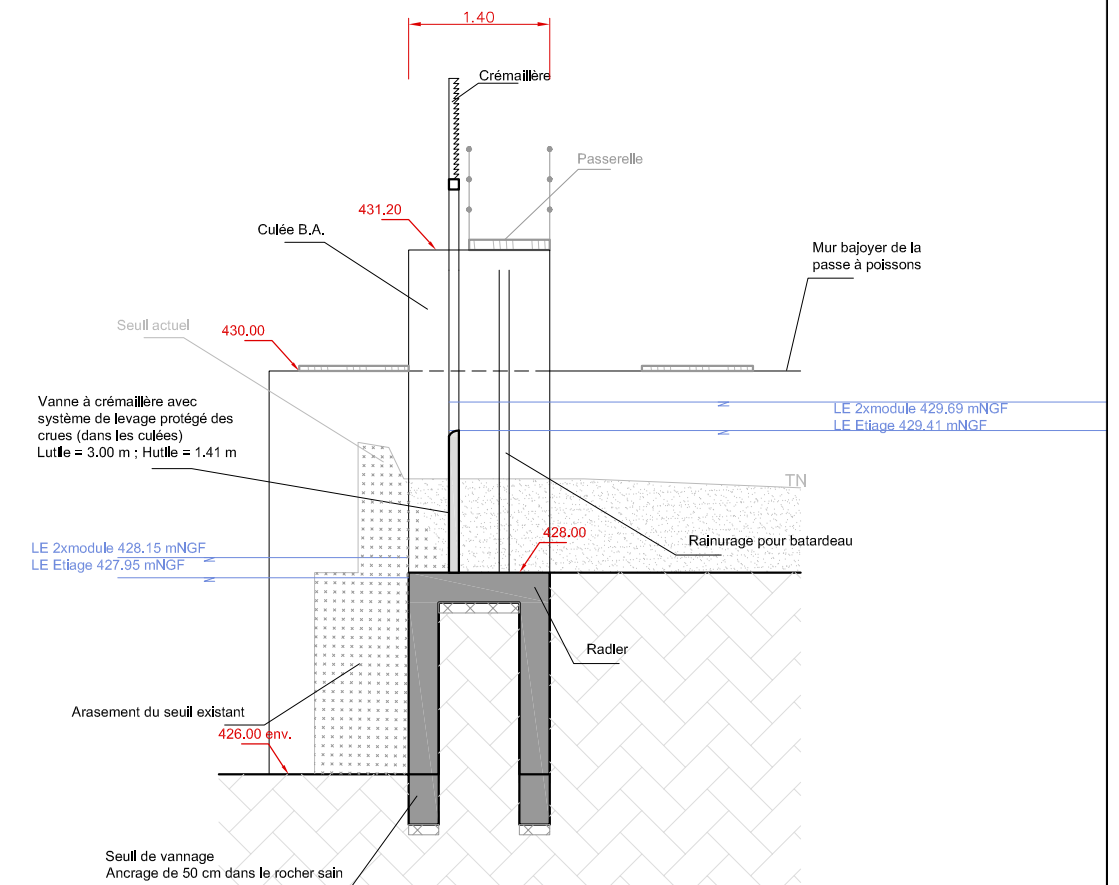 1.40
Crémaillère
Passerelle
431.20
Culée B.A.
Mur bajoyer de la
passe à poissons
Seuil actuel
430.00
Vanne à crémaillère avec
système de levage protégé des
crues (dans les culées)
Lutile = 3.00 m ; Hutile = 1.41 m
LE 2xmodule 429.69 mNGF
LE Etiage 429.41 mNGF
TN
428.00
Rainurage pour batardeau
LE 2xmodule 428.15 mNGF
LE Etiage 427.95 mNGF
Radier
Arasement du seuil existant
426.00 env.
Seuil de vannage
Ancrage de 50 cm dans le rocher sain